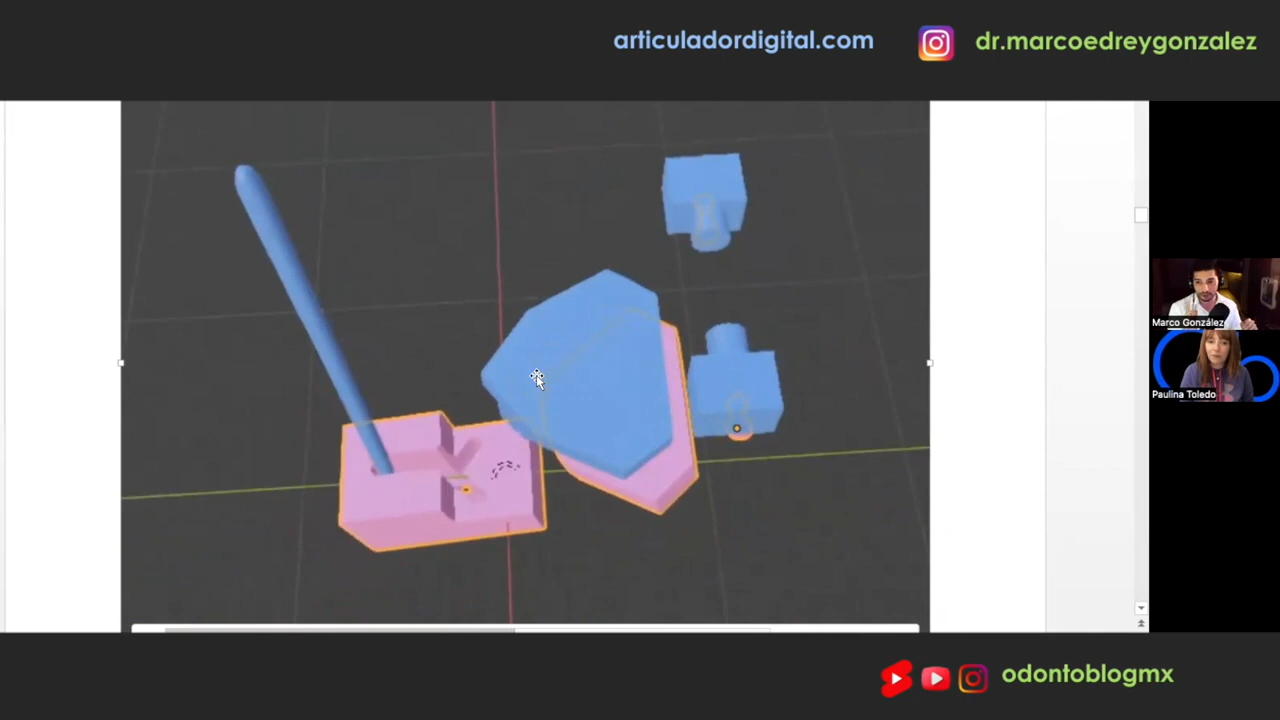 articuladordigital.com
dr.marcoedreygonzalez
Marco González
Paulina Toledo
odontoblogmx